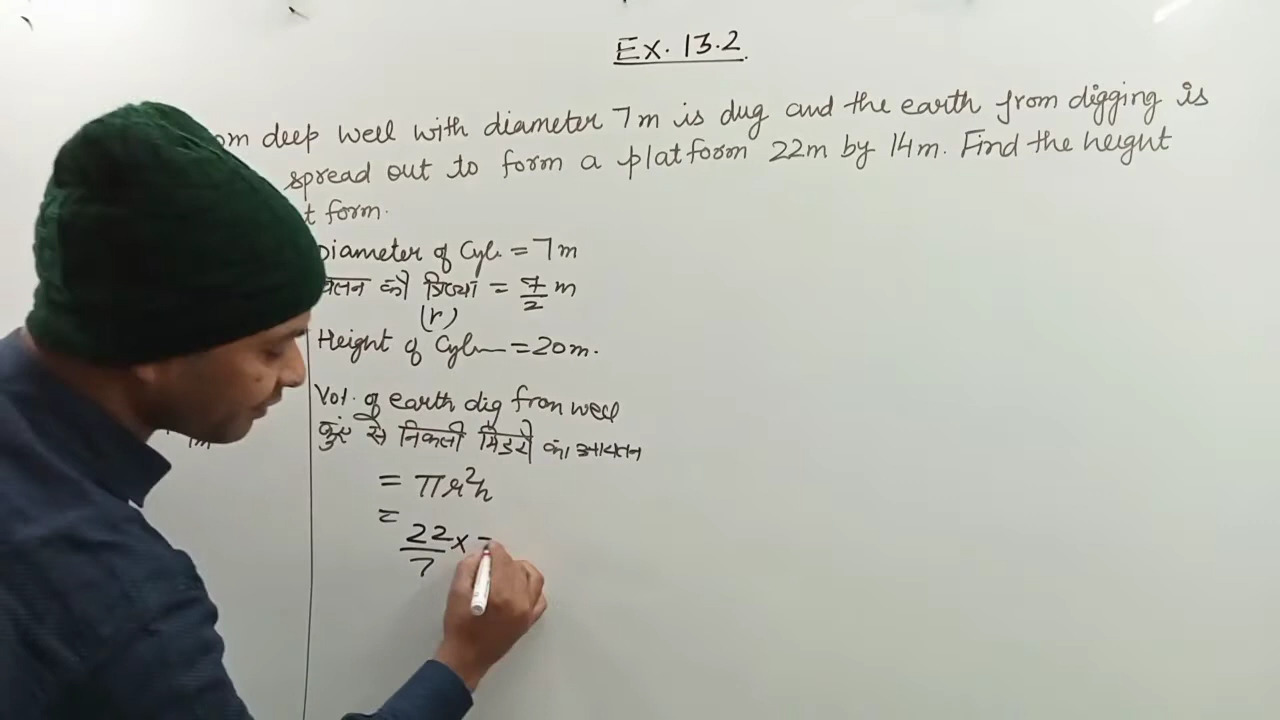 Ex. 13.2
om deep well with diameter 7m is dug and the earth from digging is
spread out to form a platform 22m by 14m. Find the height
t form.
Diameter of Cyli. = 7m
त्रिज्या = 7/2 m
(r)
Height of Cyl = 20m.
Vol. of earth dig from well
कुएं से निकली मिट्टी का आयतन
= πr²h
=
22/7 x
m